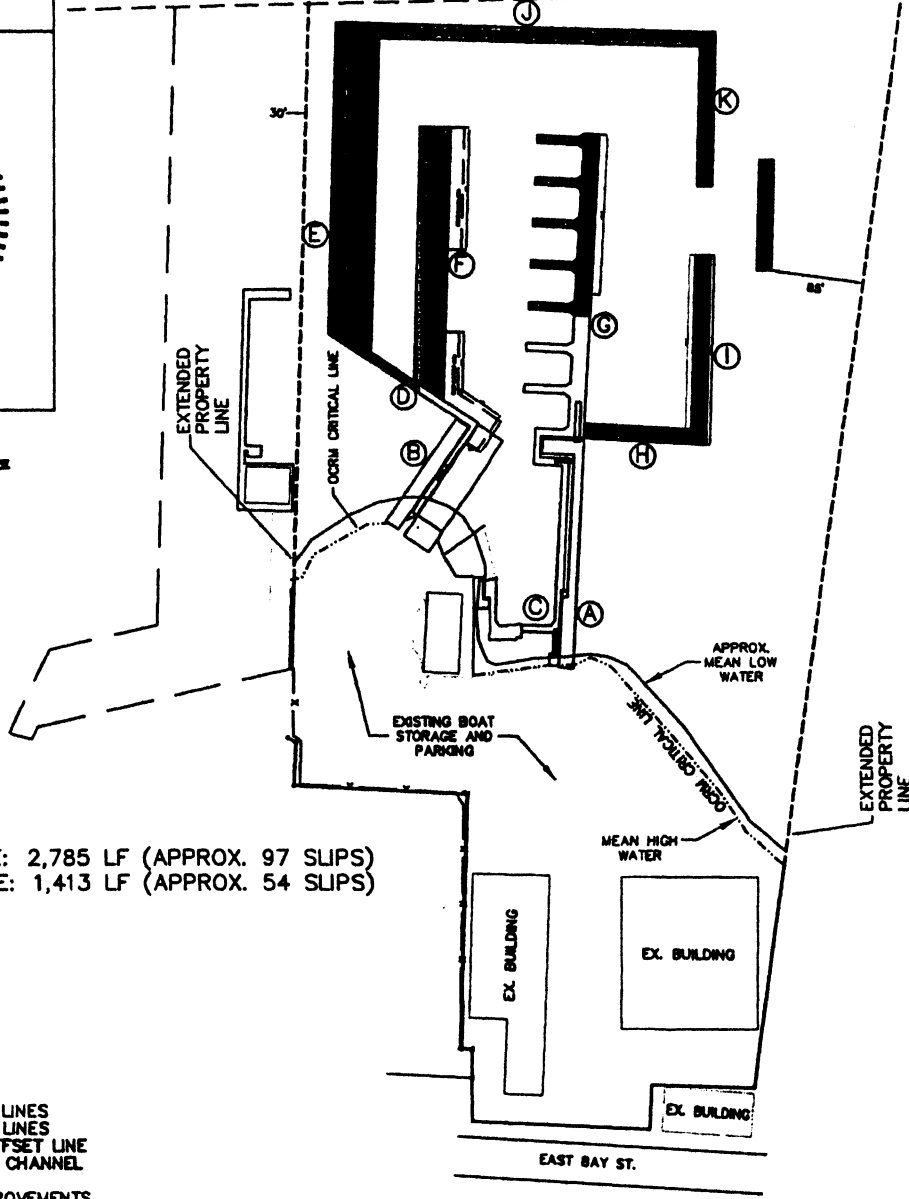 J
K
30'
E
F
G
85'
I
EXTENDED
PROPERTY
LINE
OCRM CRITICAL LINE
D
B
H
C
A
APPROX.
MEAN LOW
WATER
EXISTING BOAT
STORAGE AND
PARKING
OCRM CRITICAL LINE
EXTENDED
PROPERTY
LINE
MEAN HIGH
WATER
E: 2,785 LF (APPROX. 97 SLIPS)
E: 1,413 LF (APPROX. 54 SLIPS)
EX. BUILDING
EX. BUILDING
LINES
LINES
FSET LINE
CHANNEL
EX. BUILDING
EAST BAY ST.
PROVEMENTS